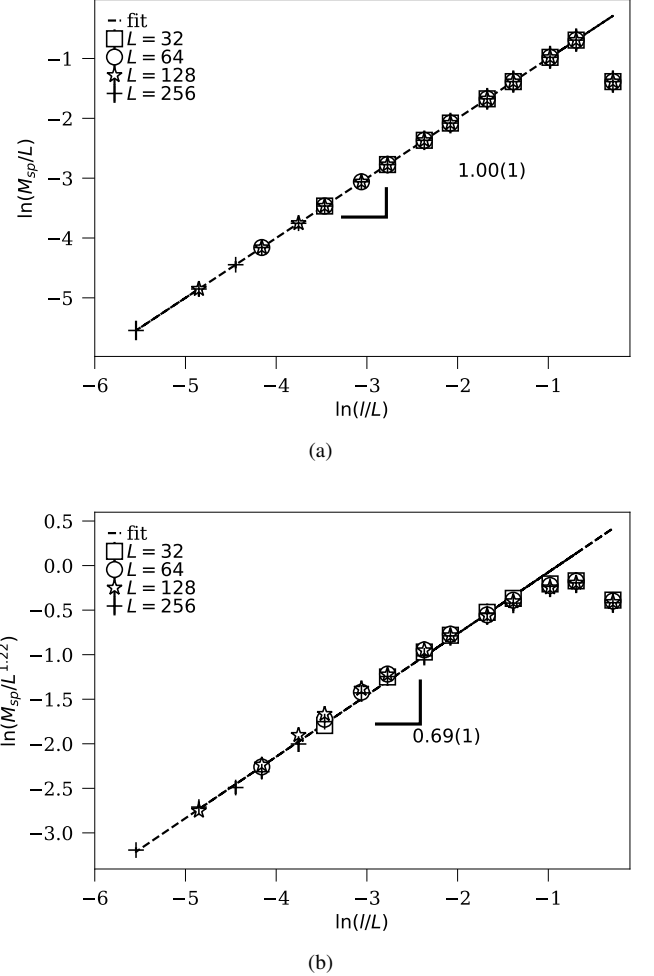 fit
L = 32
L = 64
L = 128
L = 256
−1
−2
−3
−4
−5
ln(M_sp/L)
1.00(1)
−6 −5 −4 −3 −2 −1
ln(l/L)
(a)
fit
L = 32
L = 64
L = 128
L = 256
0.5
0.0
−0.5
−1.0
−1.5
−2.0
−2.5
−3.0
ln(M_sp/L^1.22)
0.69(1)
−6 −5 −4 −3 −2 −1
ln(l/L)
(b)